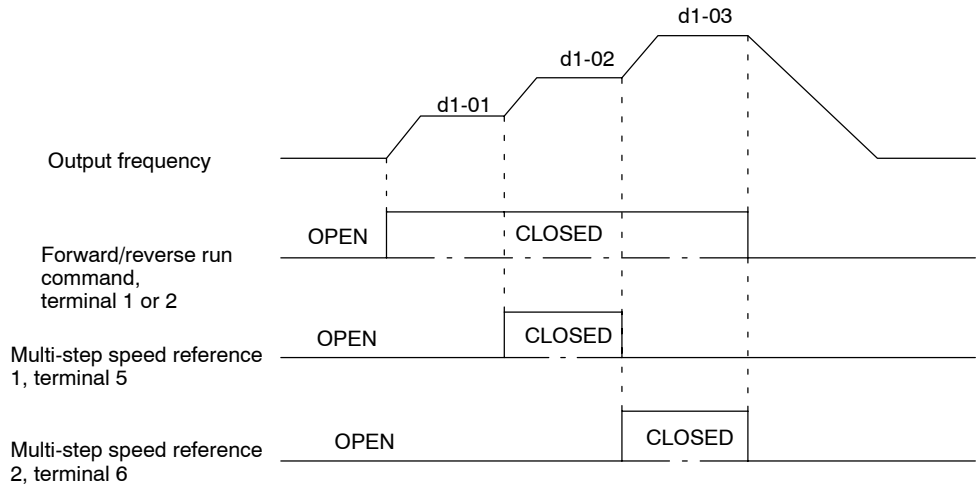 d1-03
d1-02
d1-01
Output frequency
OPEN
CLOSED
Forward/reverse run
command,
terminal 1 or 2
OPEN
CLOSED
Multi-step speed reference
1, terminal 5
OPEN
CLOSED
Multi-step speed reference
2, terminal 6